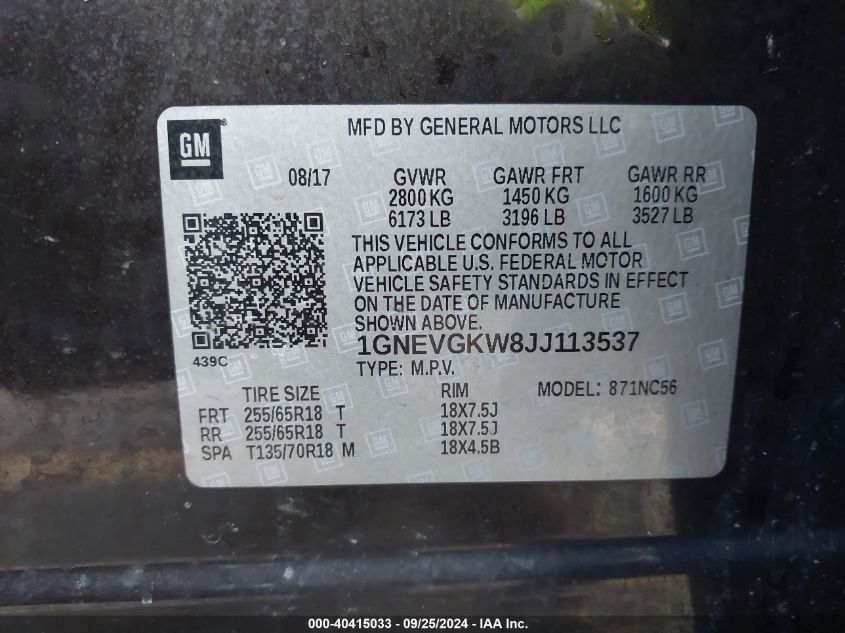 GM ®
MFD BY GENERAL MOTORS LLC
08/17 GVWR GAWR FRT GAWR RR
2800 KG 1450 KG 1600 KG
6173 LB 3196 LB 3527 LB
THIS VEHICLE CONFORMS TO ALL
APPLICABLE U.S. FEDERAL MOTOR
VEHICLE SAFETY STANDARDS IN EFFECT
ON THE DATE OF MANUFACTURE
SHOWN ABOVE.
439C 1GNEVGKW8JJ113537
TYPE: M.P.V.
TIRE SIZE RIM MODEL: 871NC56
FRT 255/65R18 T 18X7.5J
RR 255/65R18 T 18X7.5J
SPA T135/70R18 M 18X4.5B
000-40415033 - 09/25/2024 - IAA Inc.